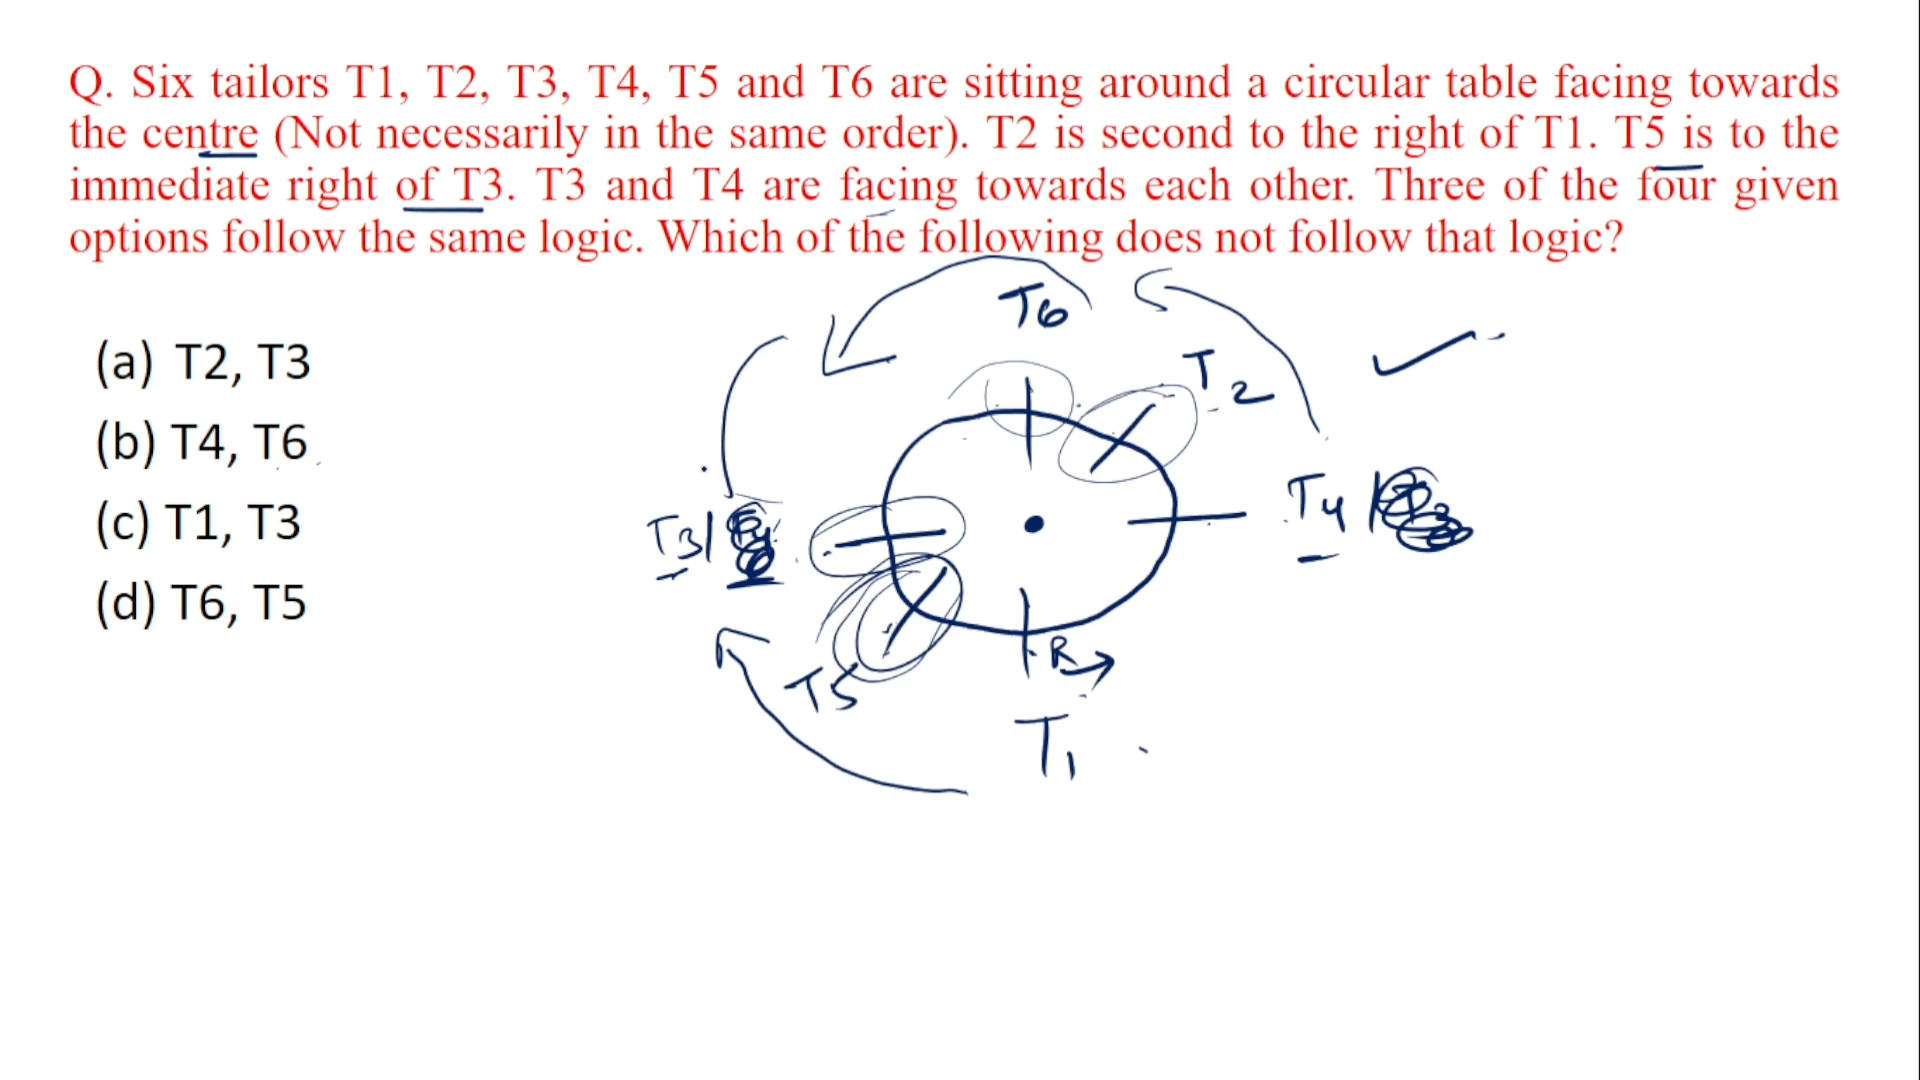 Q. Six tailors T1, T2, T3, T4, T5 and T6 are sitting around a circular table facing towards
the centre (Not necessarily in the same order). T2 is second to the right of T1. T5 is to the
immediate right of T3. T3 and T4 are facing towards each other. Three of the four given
options follow the same logic. Which of the following does not follow that logic?
T6
(a) T2, T3
T2
(b) T4, T6
T4 |
(c) T1, T3
T3 |
(d) T6, T5
R
T5
T1